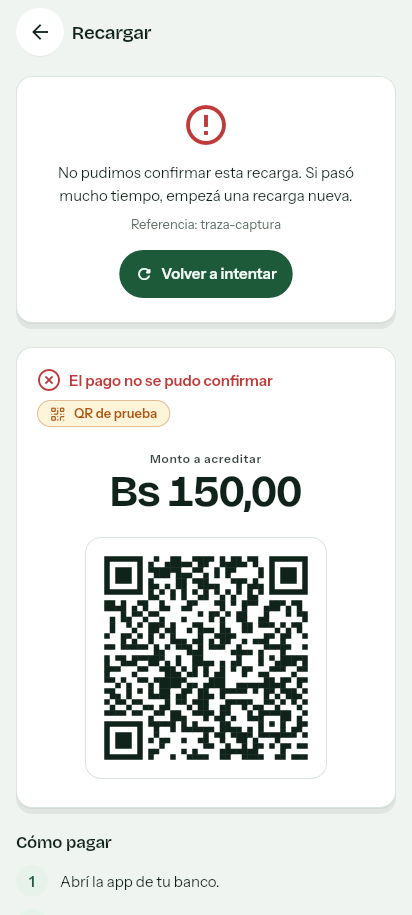 Recargar
No pudimos confirmar esta recarga. Si pasó
mucho tiempo, empezá una recarga nueva.
Referencia: traza-captura
Volver a intentar
El pago no se pudo confirmar
QR de prueba
Monto a acreditar
Bs 150,00
Cómo pagar
1 Abrí la app de tu banco.